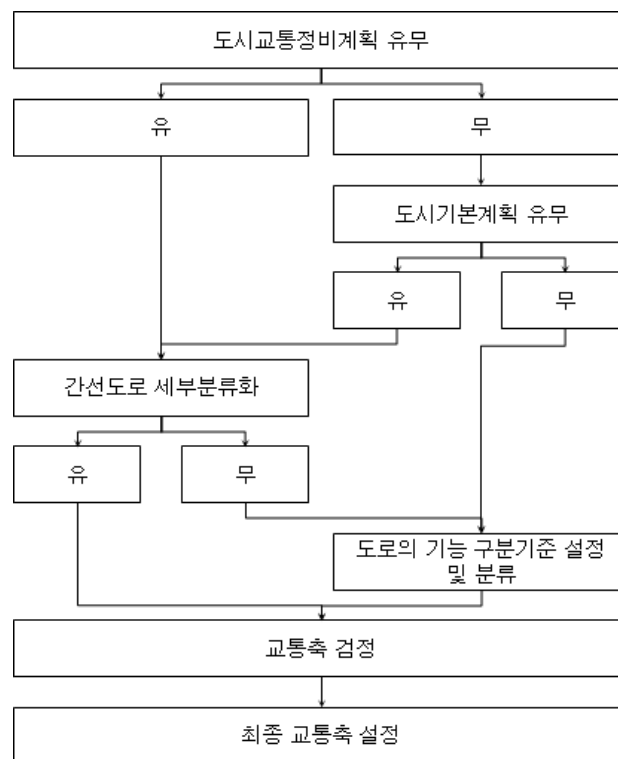 도시교통정비계획 유무
유
무
도시기본계획 유무
유
무
간선도로 세부분류화
유
무
도로의 기능 구분기준 설정
및 분류
교통축 검정
최종 교통축 설정